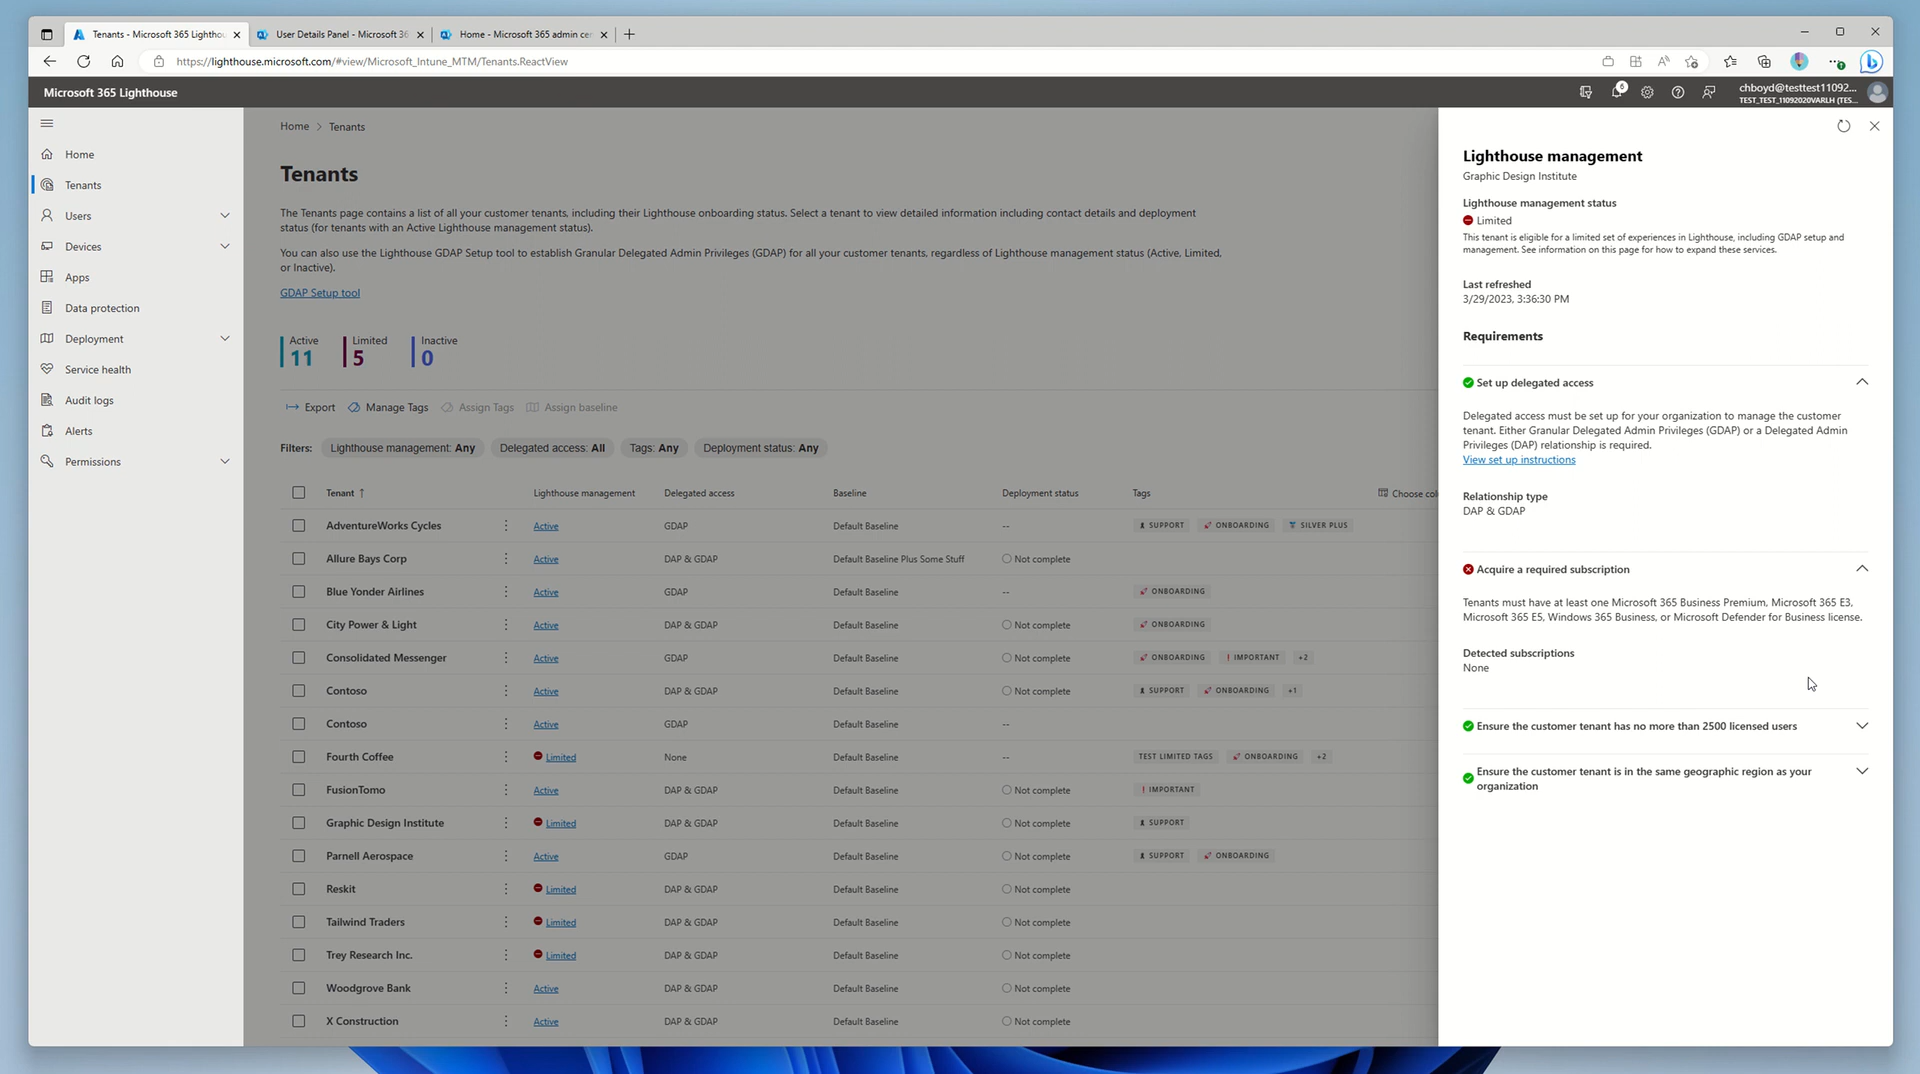 Tenants - Microsoft 365 Lighthou
User Details Panel - Microsoft 36
Home - Microsoft 365 admin cer
https://lighthouse.microsoft.com/#view/Microsoft_Intune_MTM/Tenants.ReactView
Microsoft 365 Lighthouse
6
chboyd@testtest11092...
TEST_TEST_11092020VARLH (TES...
Home
Tenants
Users
Devices
Apps
Data protection
Deployment
Service health
Audit logs
Alerts
Permissions
Home > Tenants
Tenants
The Tenants page contains a list of all your customer tenants, including their Lighthouse onboarding status. Select a tenant to view detailed information including contact details and deployment
status (for tenants with an Active Lighthouse management status).
You can also use the Lighthouse GDAP Setup tool to establish Granular Delegated Admin Privileges (GDAP) for all your customer tenants, regardless of Lighthouse management status (Active, Limited,
or Inactive).
GDAP Setup tool
Active Limited Inactive
11 5 0
Export Manage Tags Assign Tags Assign baseline
Filters: Lighthouse management: Any Delegated access: All Tags: Any Deployment status: Any
Tenant ↑ Lighthouse management Delegated access Baseline Deployment status Tags Choose col
AdventureWorks Cycles Active GDAP Default Baseline -- SUPPORT ONBOARDING SILVER PLUS
Allure Bays Corp Active DAP & GDAP Default Baseline Plus Some Stuff Not complete
Blue Yonder Airlines Active GDAP Default Baseline -- ONBOARDING
City Power & Light Active DAP & GDAP Default Baseline Not complete ONBOARDING
Consolidated Messenger Active GDAP Default Baseline Not complete ONBOARDING IMPORTANT +2
Contoso Active DAP & GDAP Default Baseline Not complete SUPPORT ONBOARDING +1
Contoso Active GDAP Default Baseline --
Fourth Coffee Limited None Default Baseline -- TEST LIMITED TAGS ONBOARDING +2
FusionTomo Active DAP & GDAP Default Baseline Not complete IMPORTANT
Graphic Design Institute Limited DAP & GDAP Default Baseline Not complete SUPPORT
Parnell Aerospace Active GDAP Default Baseline Not complete SUPPORT ONBOARDING
Reskit Limited DAP & GDAP Default Baseline Not complete
Tailwind Traders Limited DAP & GDAP Default Baseline Not complete
Trey Research Inc. Limited DAP & GDAP Default Baseline Not complete
Woodgrove Bank Active DAP & GDAP Default Baseline Not complete
X Construction Active DAP & GDAP Default Baseline Not complete
Lighthouse management
Graphic Design Institute
Lighthouse management status
Limited
This tenant is eligible for a limited set of experiences in Lighthouse, including GDAP setup and
management. See information on this page for how to expand these services.
Last refreshed
3/29/2023, 3:36:30 PM
Requirements
Set up delegated access
Delegated access must be set up for your organization to manage the customer
tenant. Either Granular Delegated Admin Privileges (GDAP) or a Delegated Admin
Privileges (DAP) relationship is required.
View set up instructions
Relationship type
DAP & GDAP
Acquire a required subscription
Tenants must have at least one Microsoft 365 Business Premium, Microsoft 365 E3,
Microsoft 365 E5, Windows 365 Business, or Microsoft Defender for Business license.
Detected subscriptions
None
Ensure the customer tenant has no more than 2500 licensed users
Ensure the customer tenant is in the same geographic region as your
organization